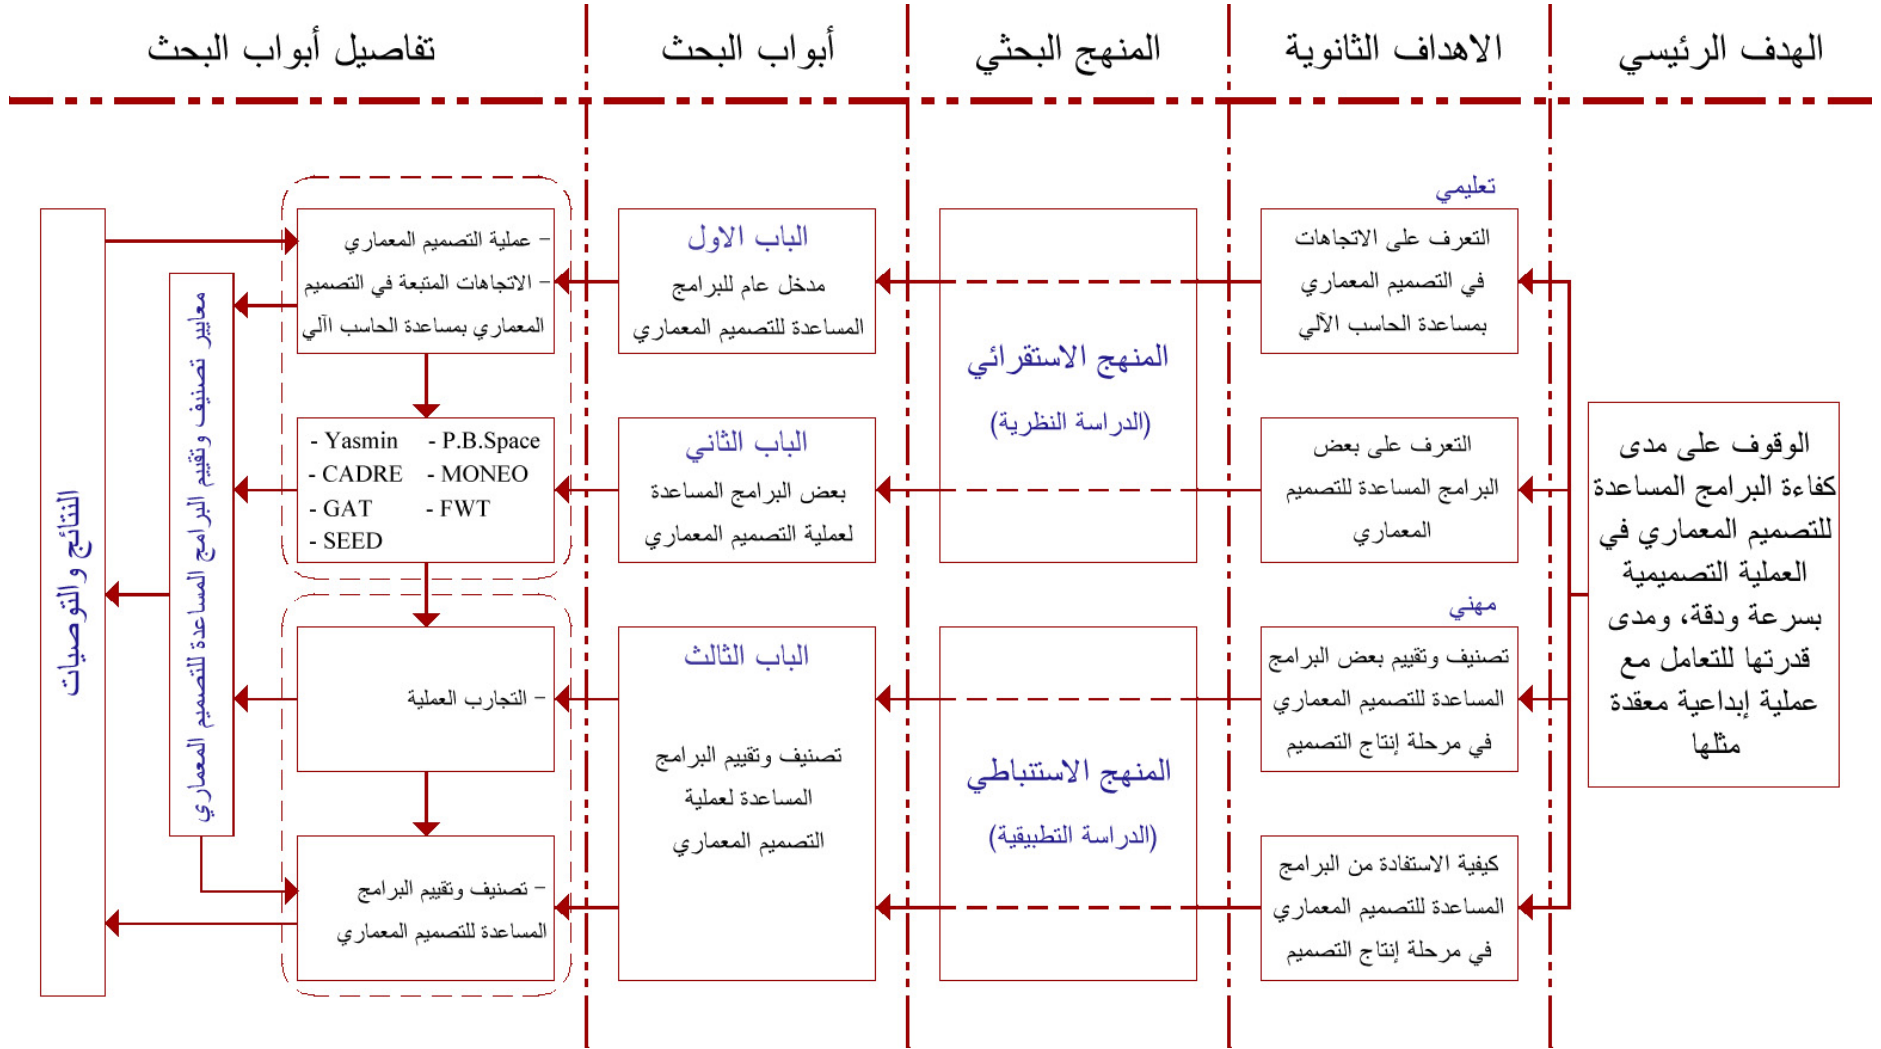 الهدف الرئيسي
الاهداف الثانوية
المنهج البحثي
أبواب البحث
تفاصيل أبواب البحث
الوقوف على مدى
كفاءة البرامج المساعدة
للتصميم المعماري في
العملية التصميمية
بسرعة ودقة، ومدى
قدرتها للتعامل مع
عملية إبداعية معقدة
مثلها
تعليمي
التعرف على الاتجاهات
في التصميم المعماري
بمساعدة الحاسب الآلي
التعرف على بعض
البرامج المساعدة للتصميم
المعماري
مهني
تصنيف وتقييم بعض البرامج
المساعدة للتصميم المعماري
في مرحلة إنتاج التصميم
كيفية الاستفادة من البرامج
المساعدة للتصميم المعماري
في مرحلة إنتاج التصميم
المنهج الاستقرائي
(الدراسة النظرية)
المنهج الاستنباطي
(الدراسة التطبيقية)
الباب الاول
مدخل عام للبرامج
المساعدة للتصميم المعماري
الباب الثاني
بعض البرامج المساعدة
لعملية التصميم المعماري
الباب الثالث
تصنيف وتقييم البرامج
المساعدة لعملية
التصميم المعماري
- عملية التصميم المعماري
- الاتجاهات المتبعة في التصميم
المعماري بمساعدة الحاسب اآلي
- Yasmin - P.B.Space
- CADRE - MONEO
- GAT - FWT
- SEED
- التجارب العملية
- تصنيف وتقييم البرامج
المساعدة للتصميم المعماري
معايير تصنيف وتقييم البرامج المساعدة للتصميم المعماري
النتائج والتوصيات